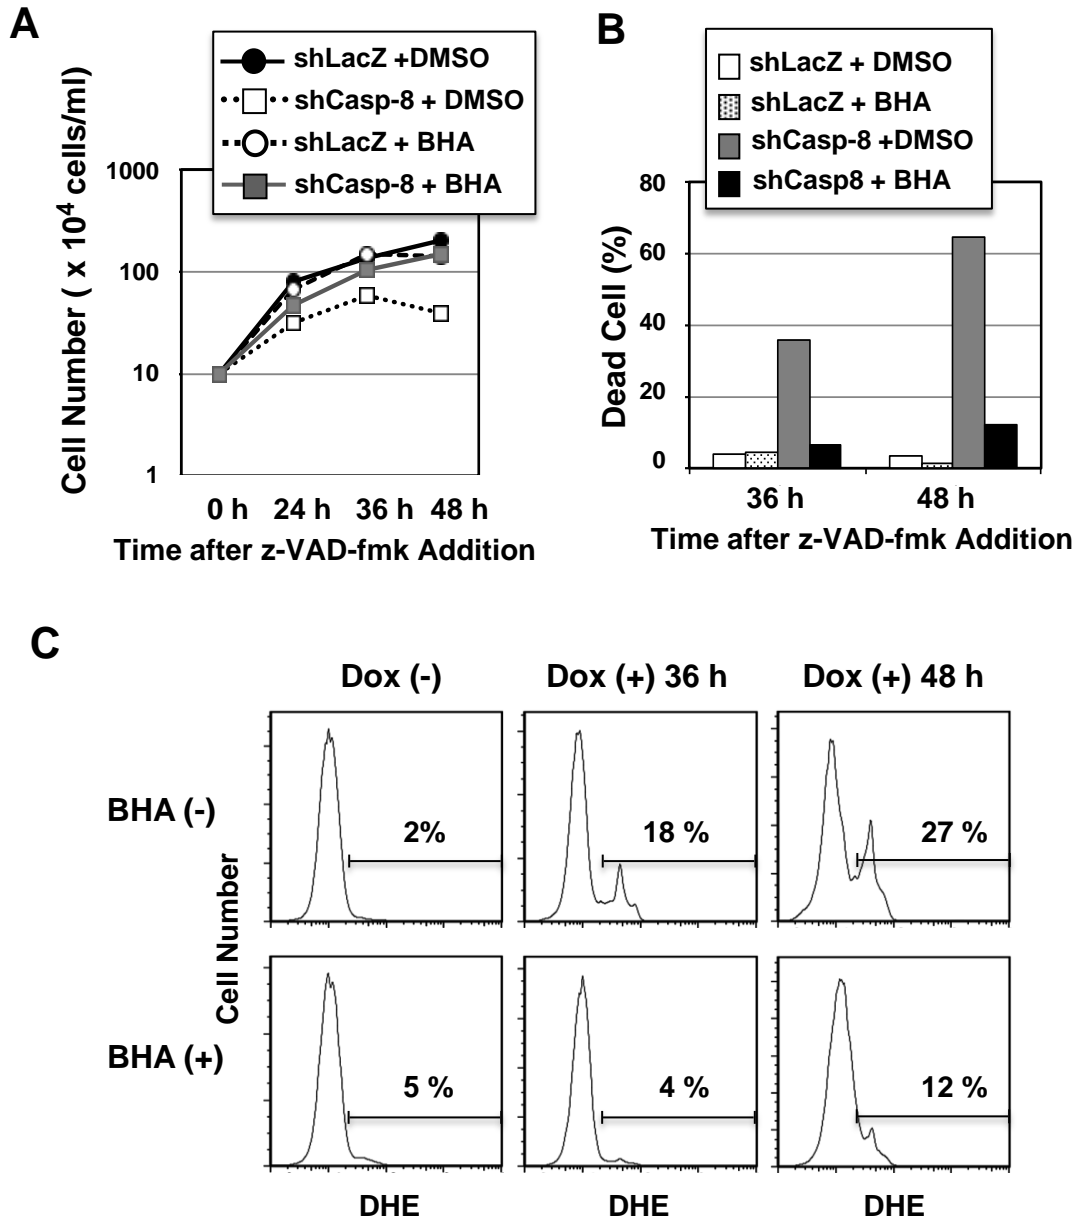 A
shLacZ +DMSO
shCasp-8 + DMSO
shLacZ + BHA
shCasp-8 + BHA
Cell Number ( x 10⁴ cells/ml)
1000
100
10
1
0 h 24 h 36 h 48 h
Time after z-VAD-fmk Addition
B
shLacZ + DMSO
shLacZ + BHA
shCasp-8 +DMSO
shCasp8 + BHA
Dead Cell (%)
80
60
40
20
0
36 h 48 h
Time after z-VAD-fmk Addition
C
Dox (-) Dox (+) 36 h Dox (+) 48 h
BHA (-)
2% 18 % 27 %
Cell Number
BHA (+)
5 % 4 % 12 %
DHE DHE DHE